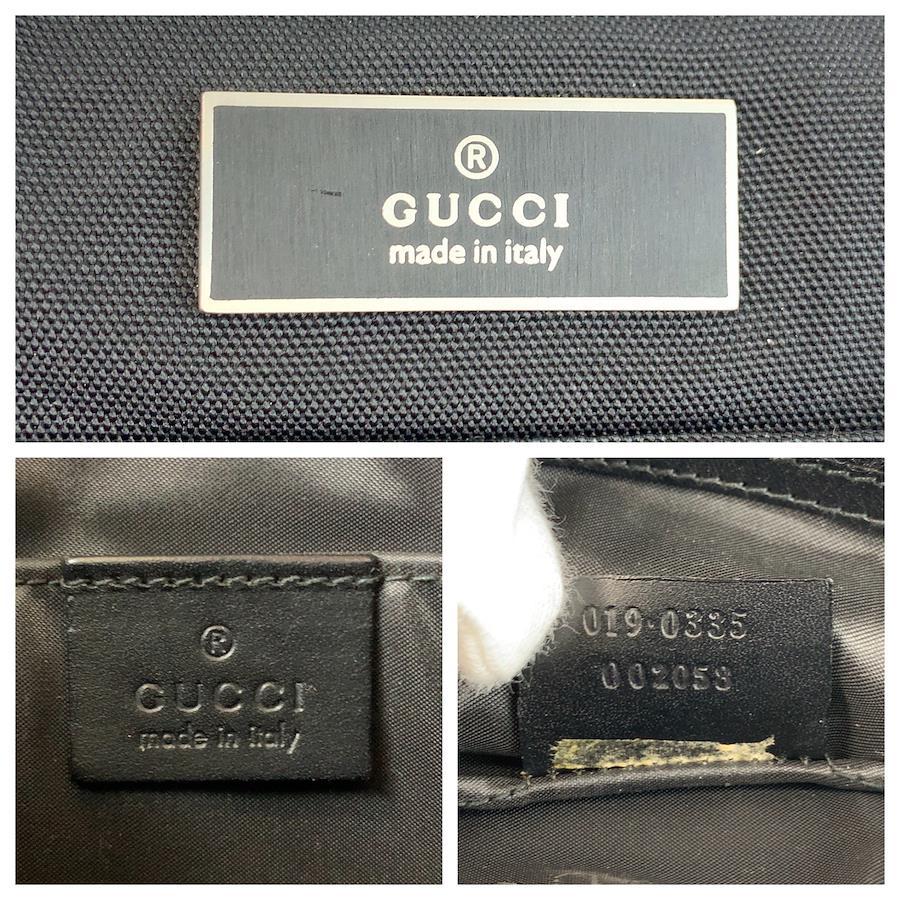 ®
GUCCI
made in italy
®
GUCCI
made in italy
019·0335
002058